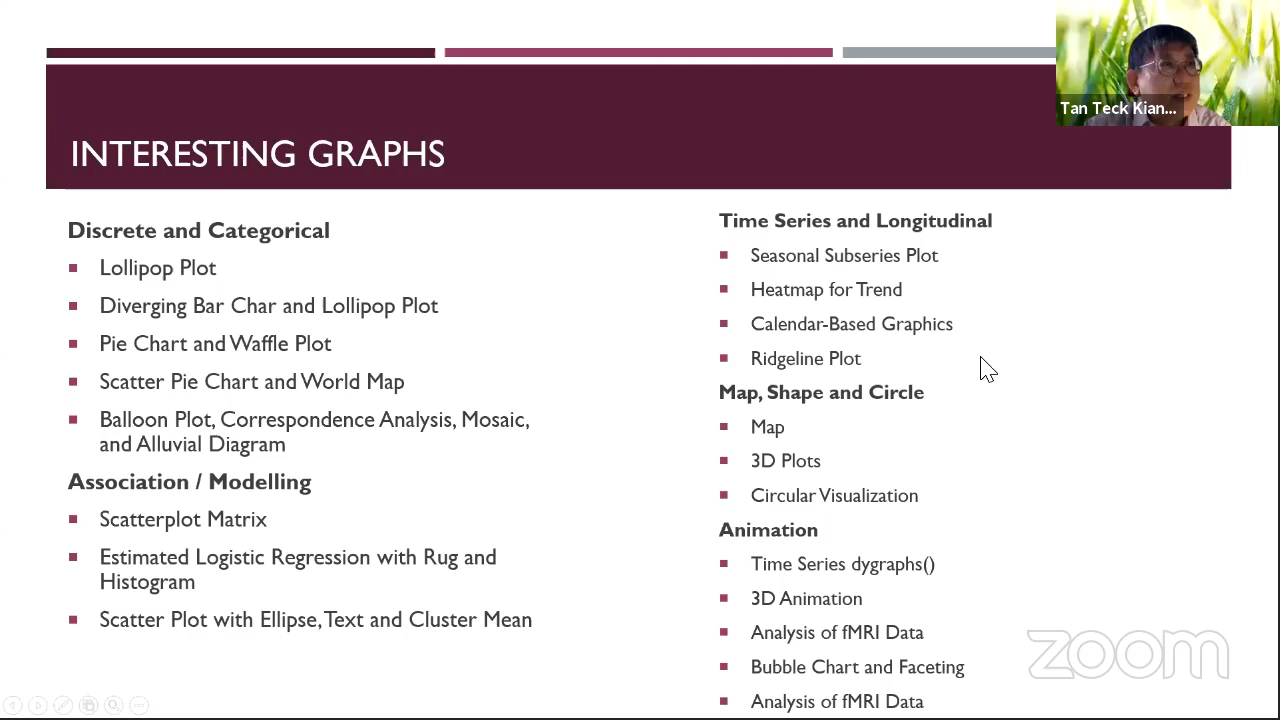 Tan Teck Kian...
INTERESTING GRAPHS
Discrete and Categorical
Lollipop Plot
Diverging Bar Char and Lollipop Plot
Pie Chart and Waffle Plot
Scatter Pie Chart and World Map
Balloon Plot, Correspondence Analysis, Mosaic,
and Alluvial Diagram
Association / Modelling
Scatterplot Matrix
Estimated Logistic Regression with Rug and
Histogram
Scatter Plot with Ellipse, Text and Cluster Mean
Time Series and Longitudinal
Seasonal Subseries Plot
Heatmap for Trend
Calendar-Based Graphics
Ridgeline Plot
Map, Shape and Circle
Map
3D Plots
Circular Visualization
Animation
Time Series dygraphs()
3D Animation
Analysis of fMRI Data
Bubble Chart and Faceting
Analysis of fMRI Data
zoom